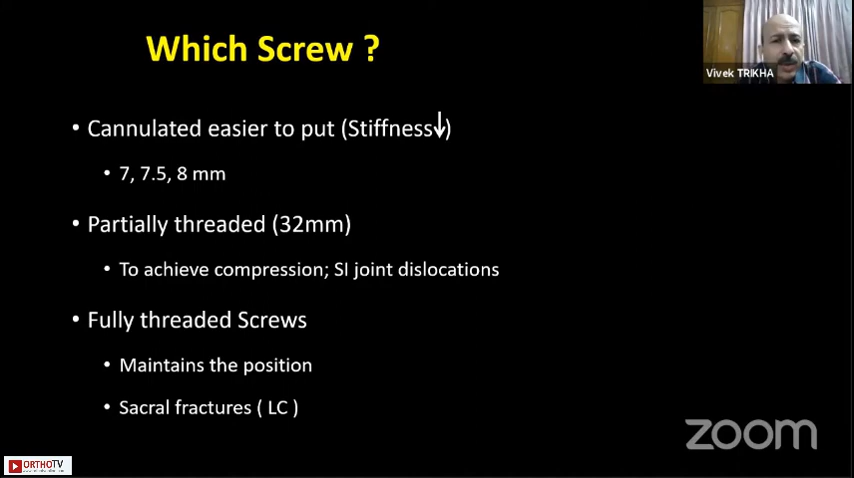 Which Screw ?
Vivek TRIKHA
• Cannulated easier to put (Stiffness↓)
• 7, 7.5, 8 mm
• Partially threaded (32mm)
• To achieve compression; SI joint dislocations
• Fully threaded Screws
• Maintains the position
• Sacral fractures ( LC )
zoom
ORTHOTV